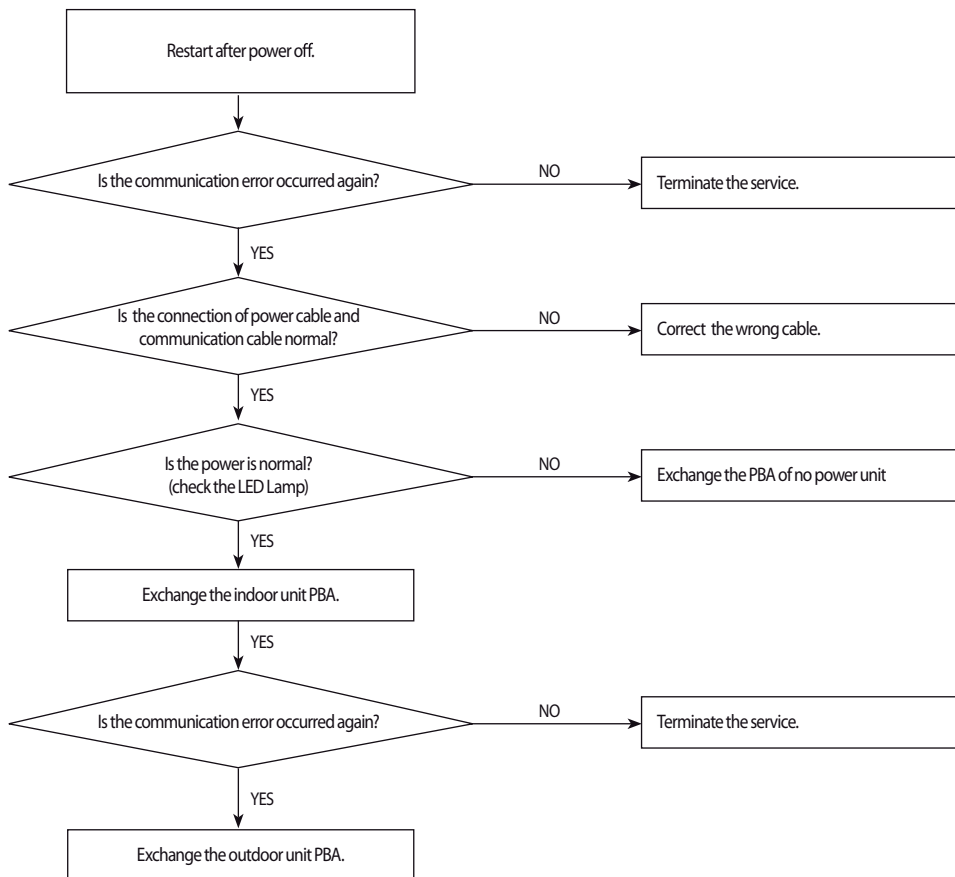 Restart after power off.
Is the communication error occurred again?
NO
Terminate the service.
YES
Is the connection of power cable and
communication cable normal?
NO
Correct the wrong cable.
YES
Is the power is normal?
(check the LED Lamp)
NO
Exchange the PBA of no power unit
YES
Exchange the indoor unit PBA.
YES
Is the communication error occurred again?
NO
Terminate the service.
YES
Exchange the outdoor unit PBA.